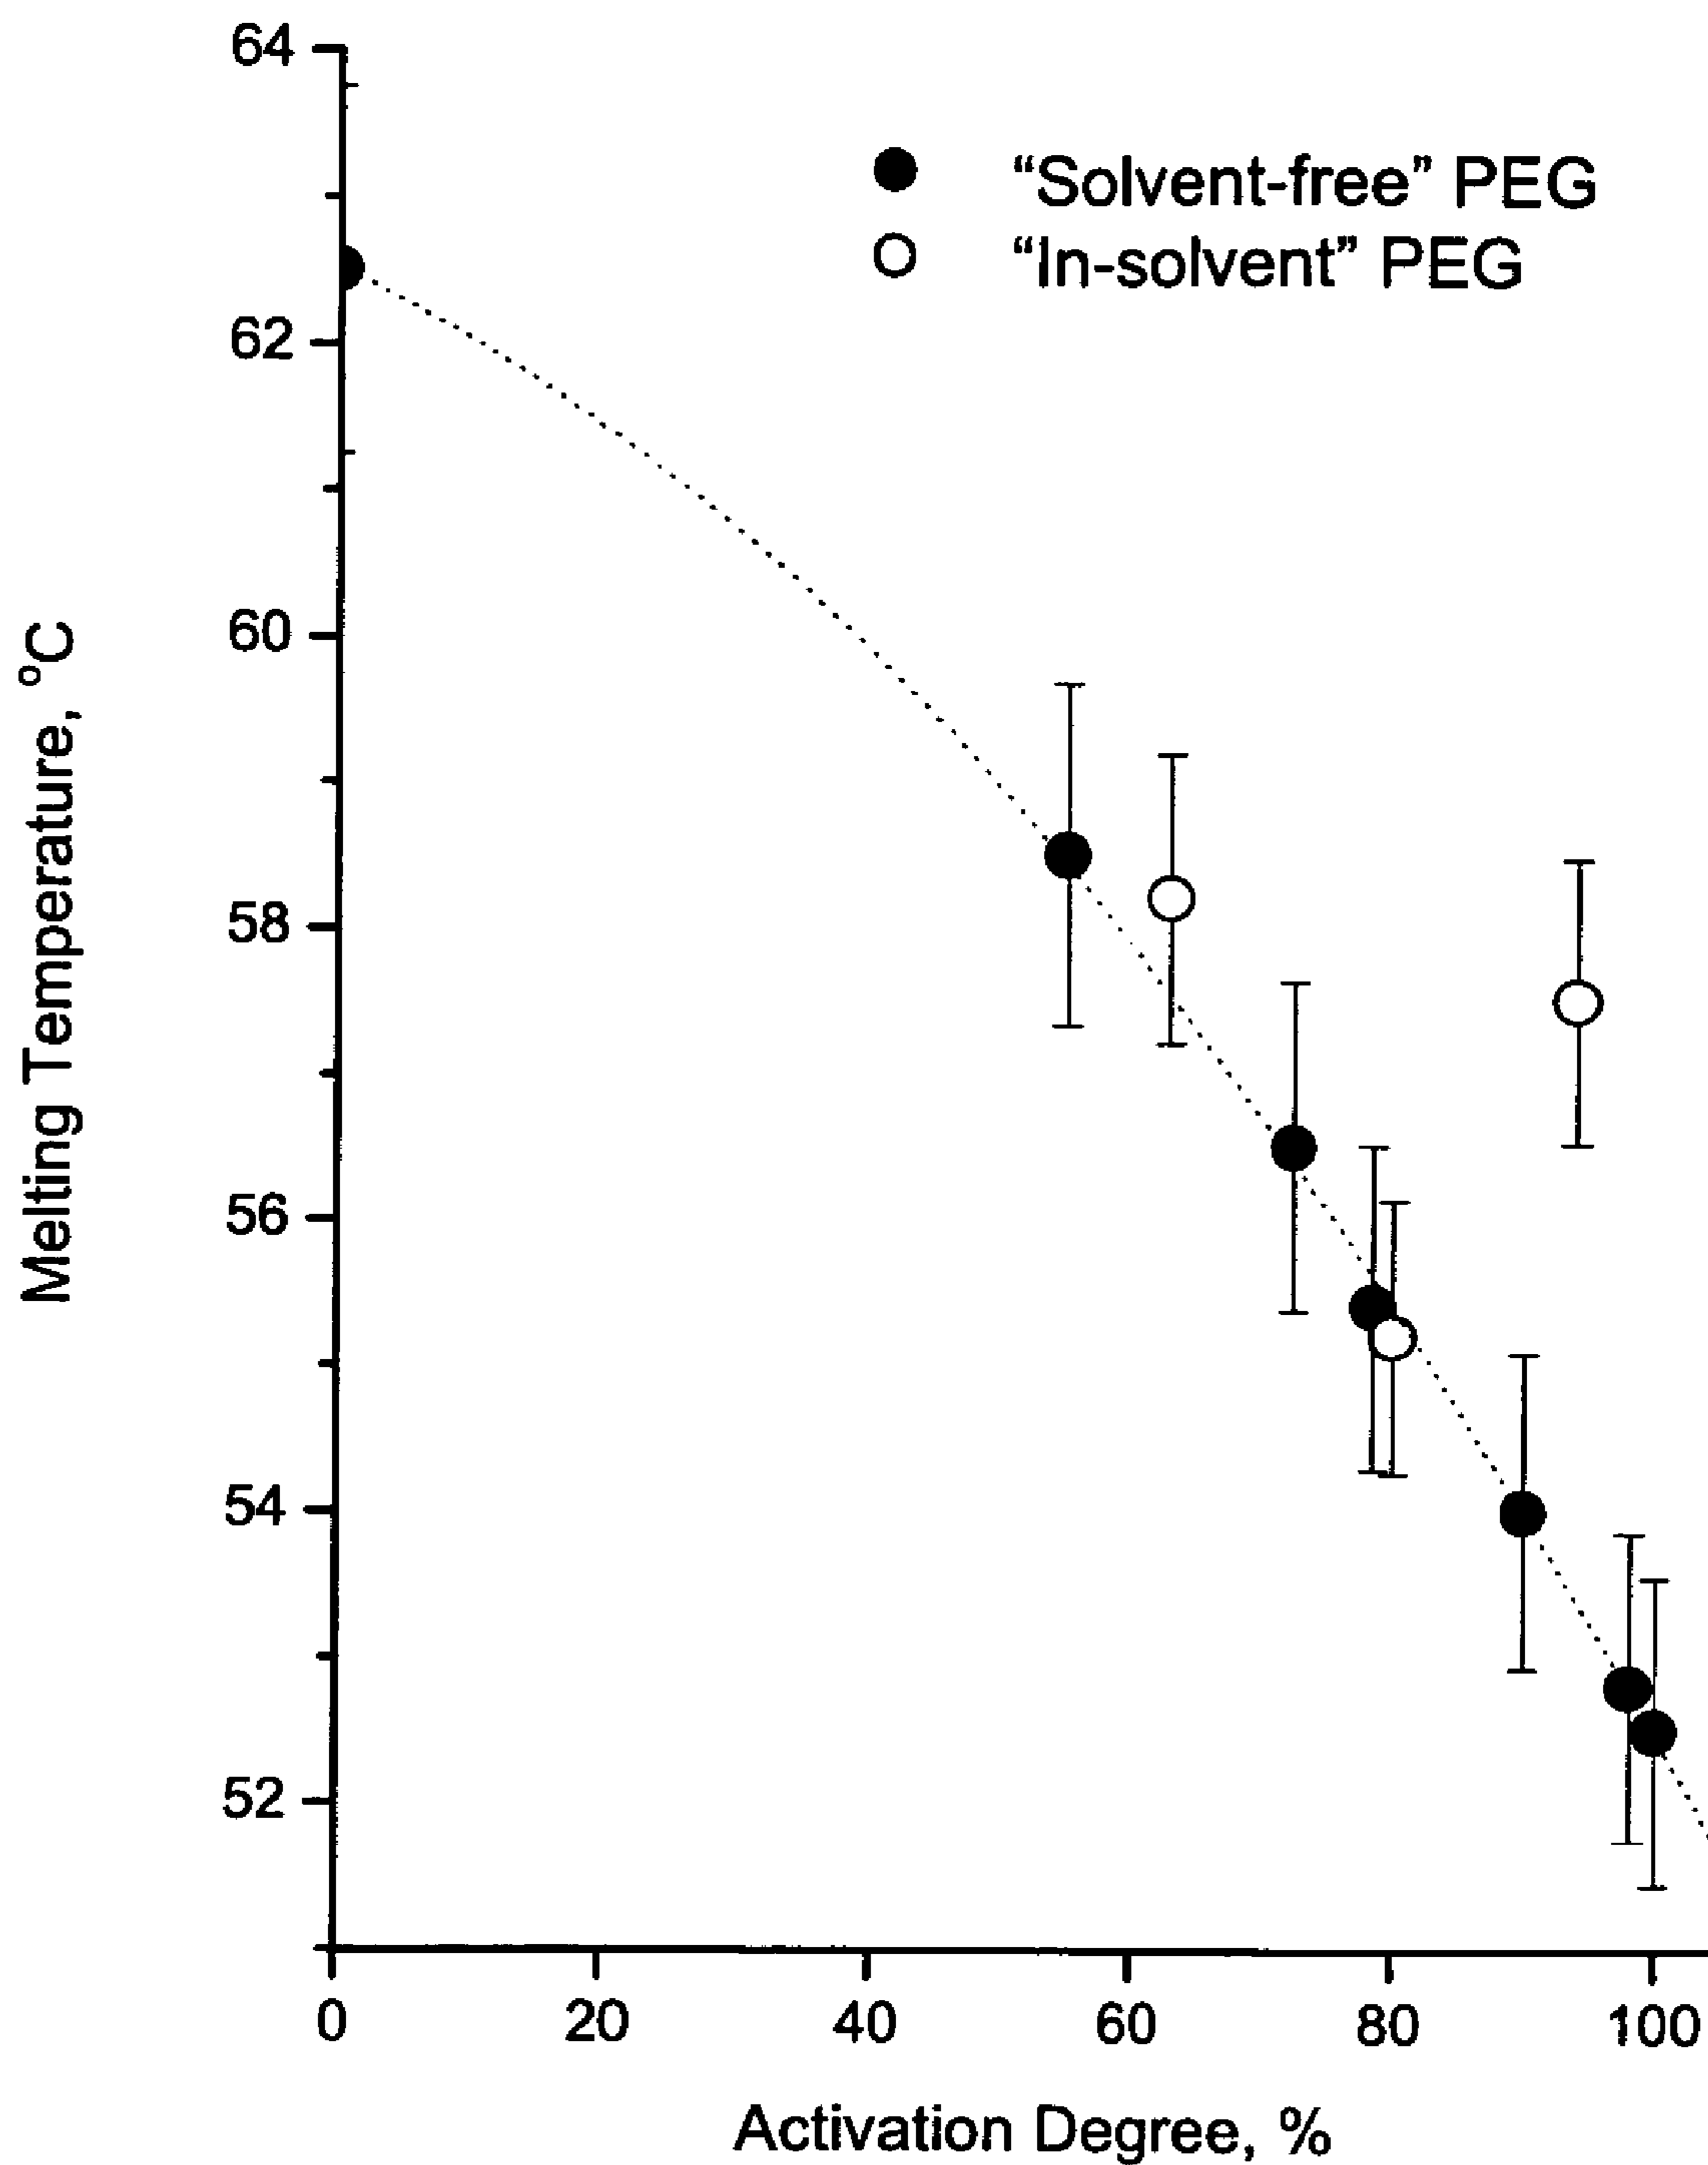 64
“Solvent-free” PEG
“In-solvent” PEG
62
60
58
56
54
52
Melting Temperature, °C
0 20 40 60 80 100
Activation Degree, %